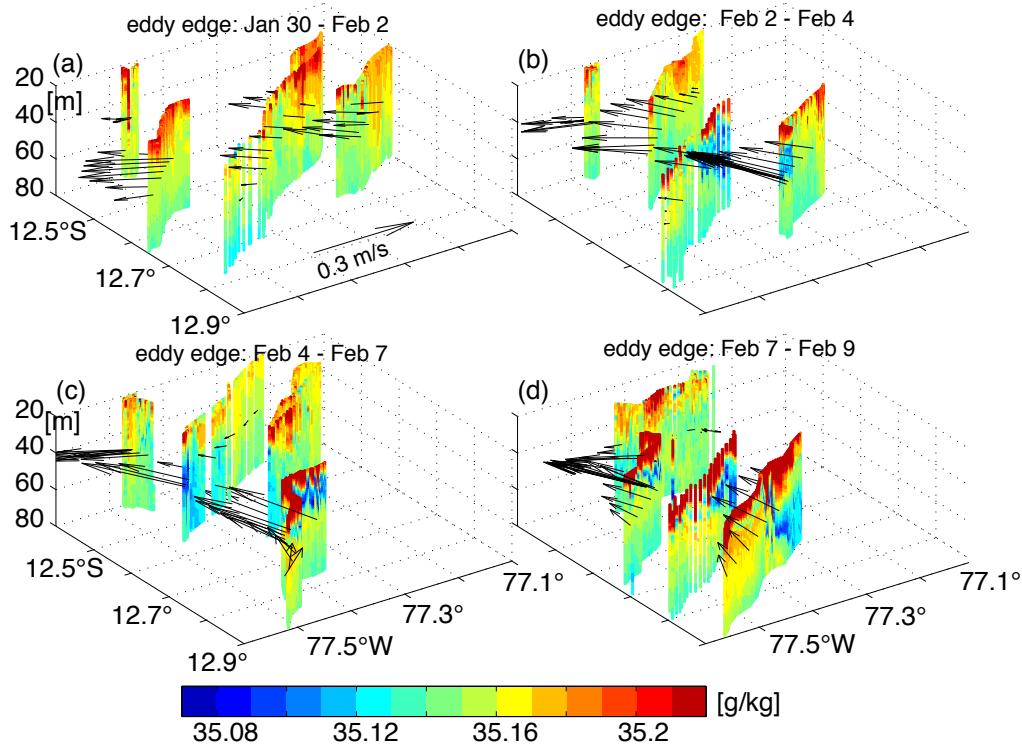 eddy edge: Jan 30 - Feb 2
(a)
20
[m]
40
60
80
12.5°S
12.7°
12.9°
0.3 m/s
eddy edge: Feb 2 - Feb 4
(b)
eddy edge: Feb 4 - Feb 7
(c)
20
[m]
40
60
80
12.5°S
12.7°
12.9°
77.5°W
77.3°
77.1°
eddy edge: Feb 7 - Feb 9
(d)
77.5°W
77.3°
77.1°
35.08
35.12
35.16
35.2
[g/kg]